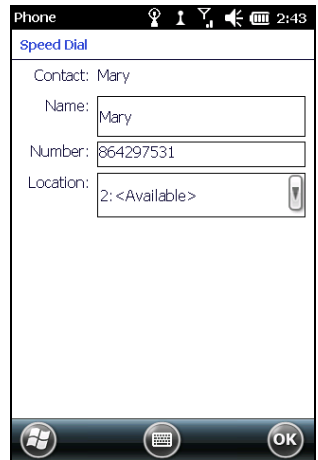 Phone 2:43
Speed Dial
Contact: Mary
Name: Mary
Number: 864297531
Location: 2: <Available>
OK